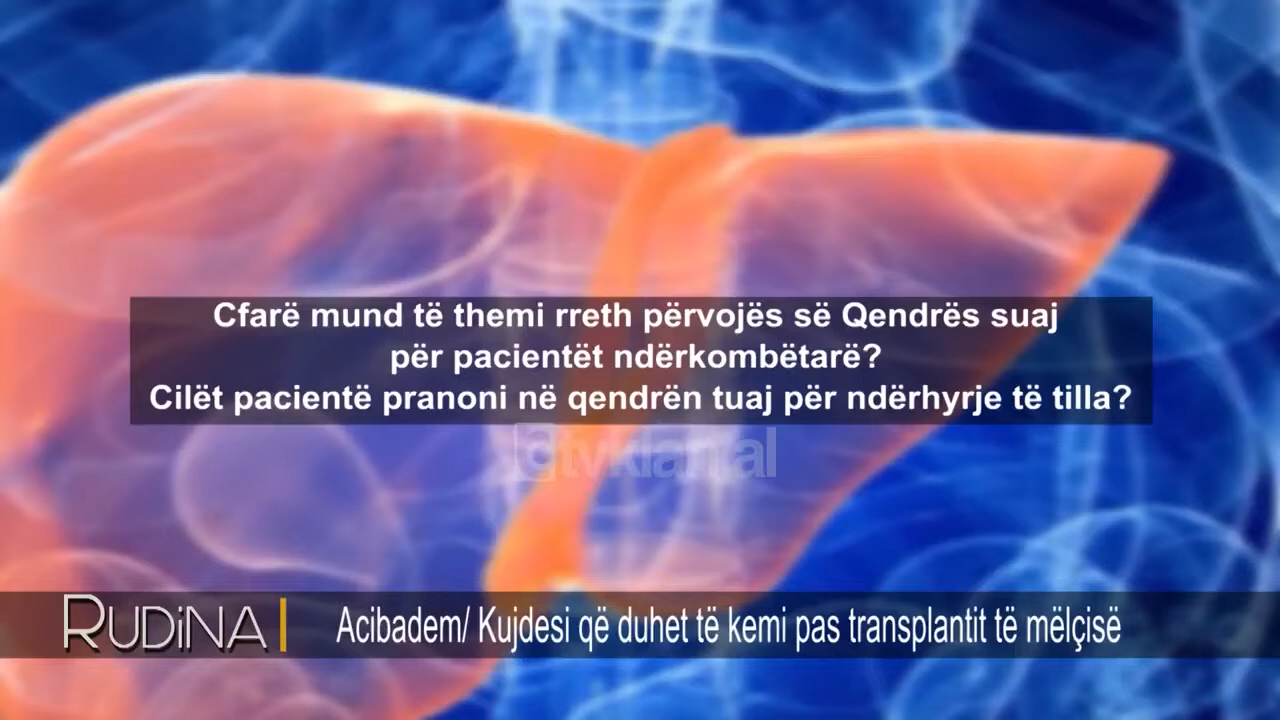 Cfarë mund të themi rreth përvojës së Qendrës suaj
për pacientët ndërkombëtarë?
Cilët pacientë pranoni në qendrën tuaj për ndërhyrje të tilla?
tvklan.al
RUDiNA
Acibadem/ Kujdesi që duhet të kemi pas transplantit të mëlçisë